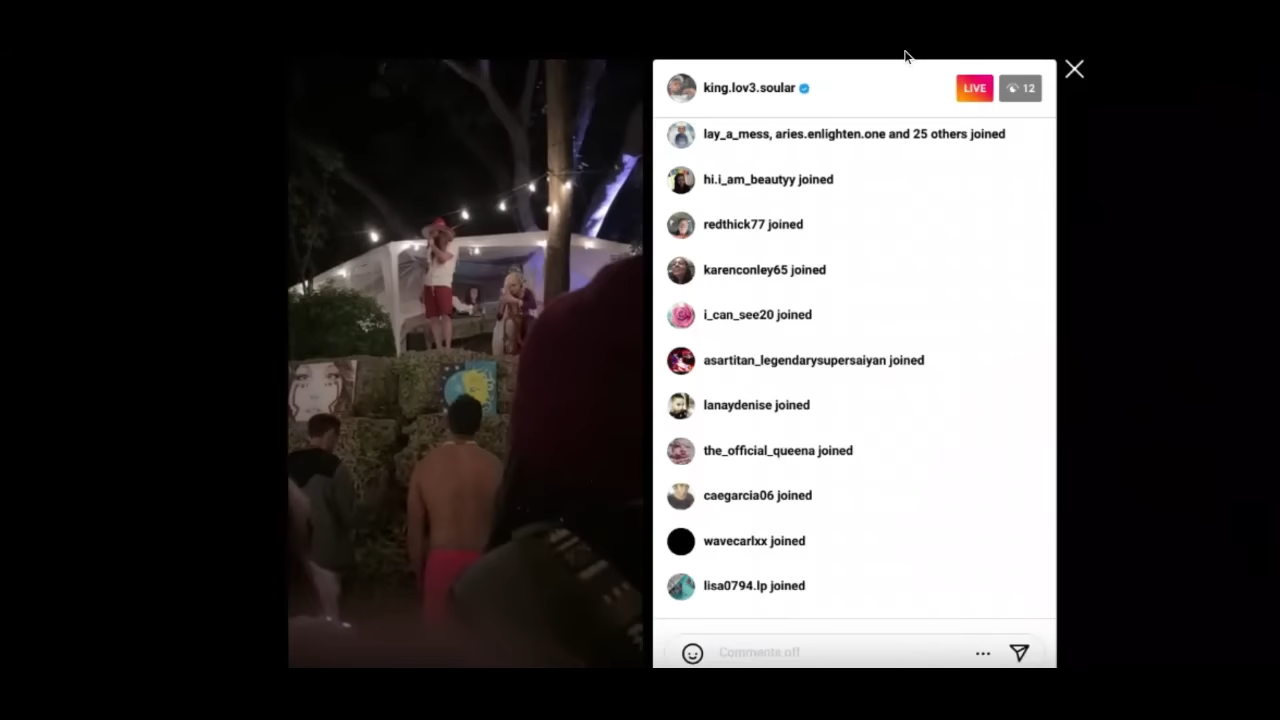 king.lov3.soular
LIVE
12
lay_a_mess, aries.enlighten.one and 25 others joined
hi.i_am_beautyy joined
redthick77 joined
karenconley65 joined
i_can_see20 joined
asartitan_legendarysupersaiyan joined
lanaydenise joined
the_official_queena joined
caegarcia06 joined
wavecarlxx joined
lisa0794.lp joined
Comments off